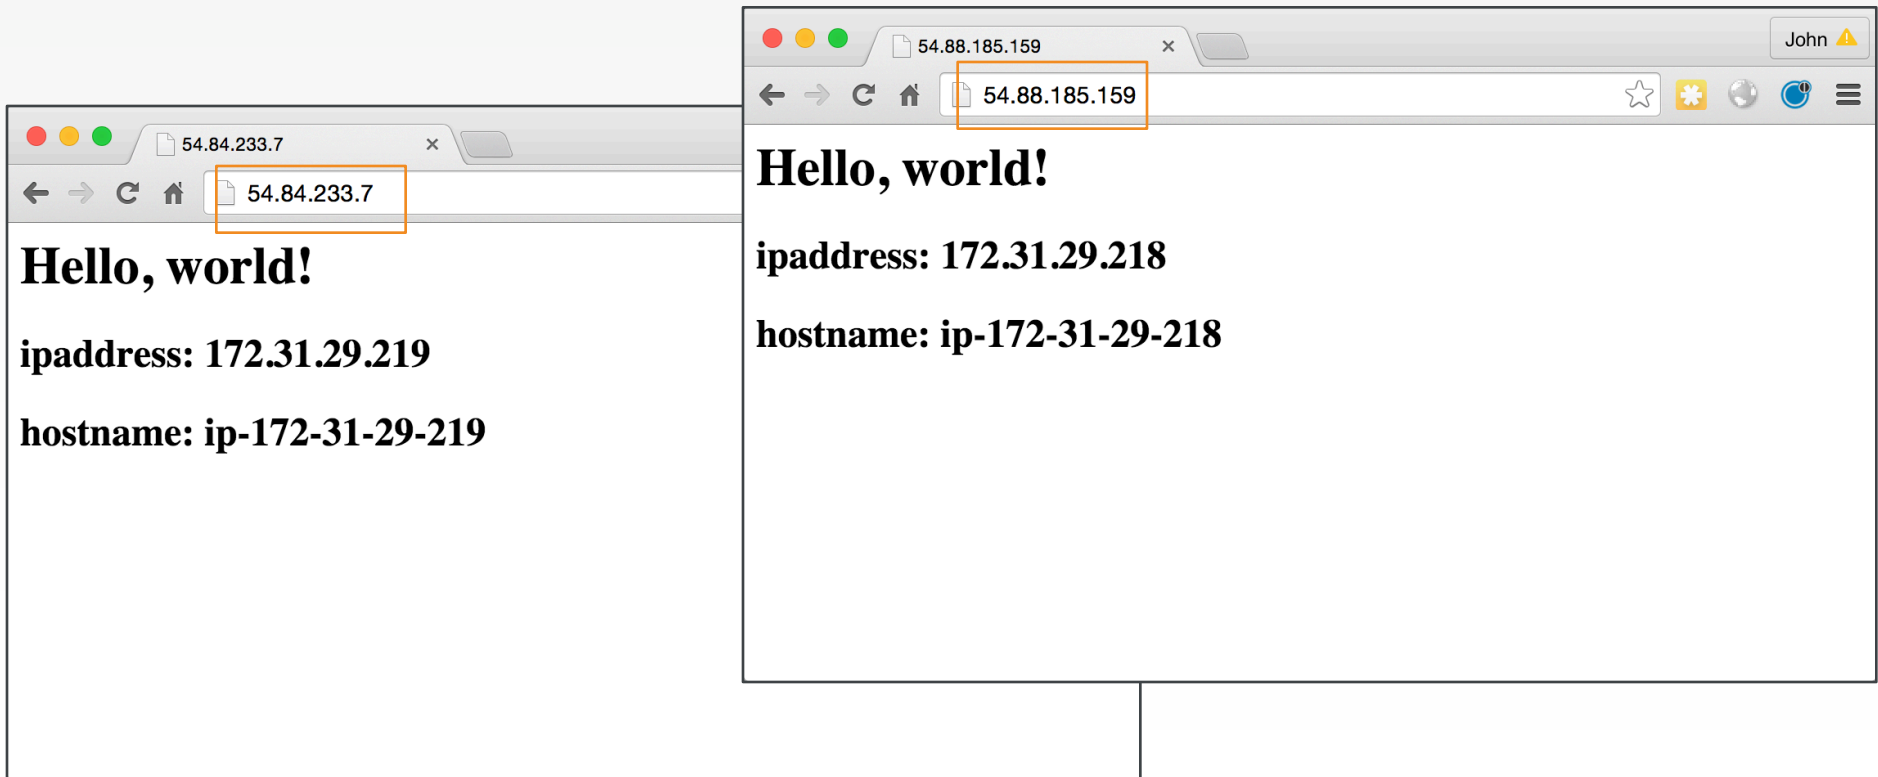 54.84.233.7
54.84.233.7
Hello, world!
ipaddress: 172.31.29.219
hostname: ip-172-31-29-219
54.88.185.159
John
54.88.185.159
Hello, world!
ipaddress: 172.31.29.218
hostname: ip-172-31-29-218